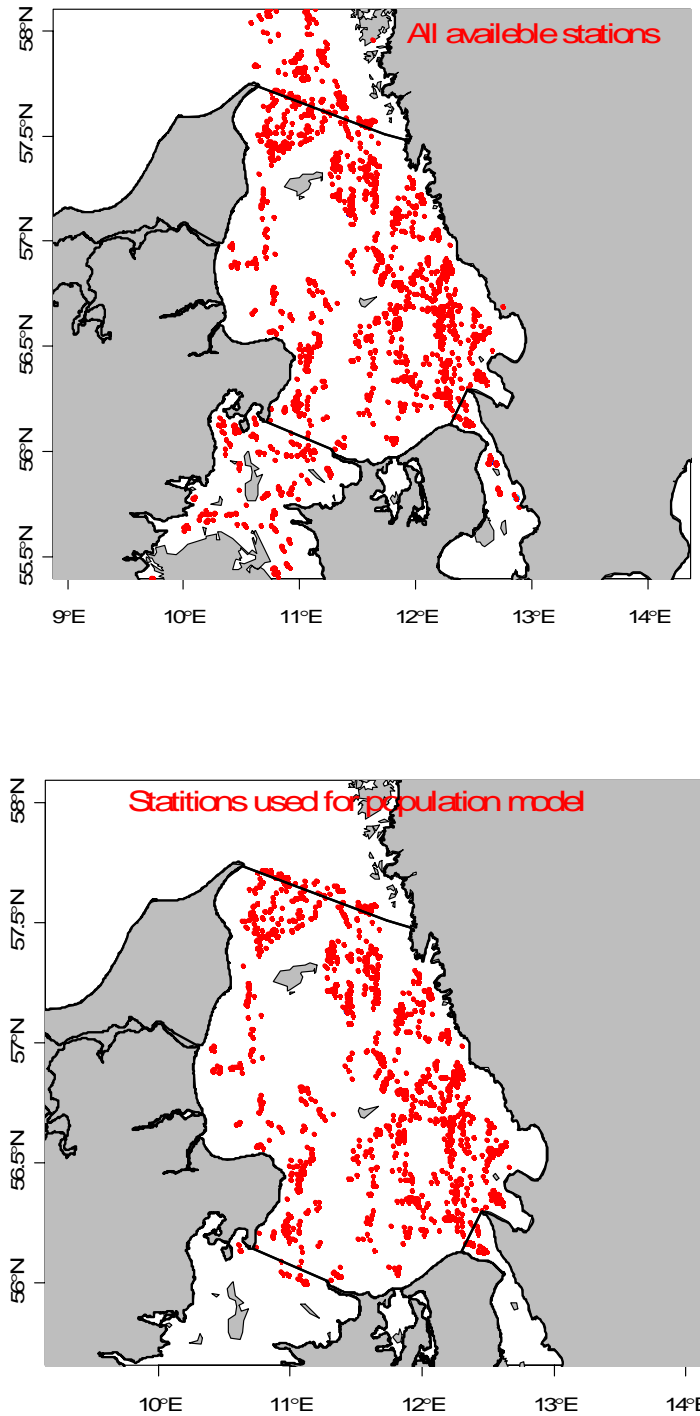 All availeble stations
58°N
57.5°N
57°N
56.5°N
56°N
55.5°N
9°E 10°E 11°E 12°E 13°E 14°E
Statitions used for population model
58°N
57.5°N
57°N
56.5°N
56°N
10°E 11°E 12°E 13°E 14°E